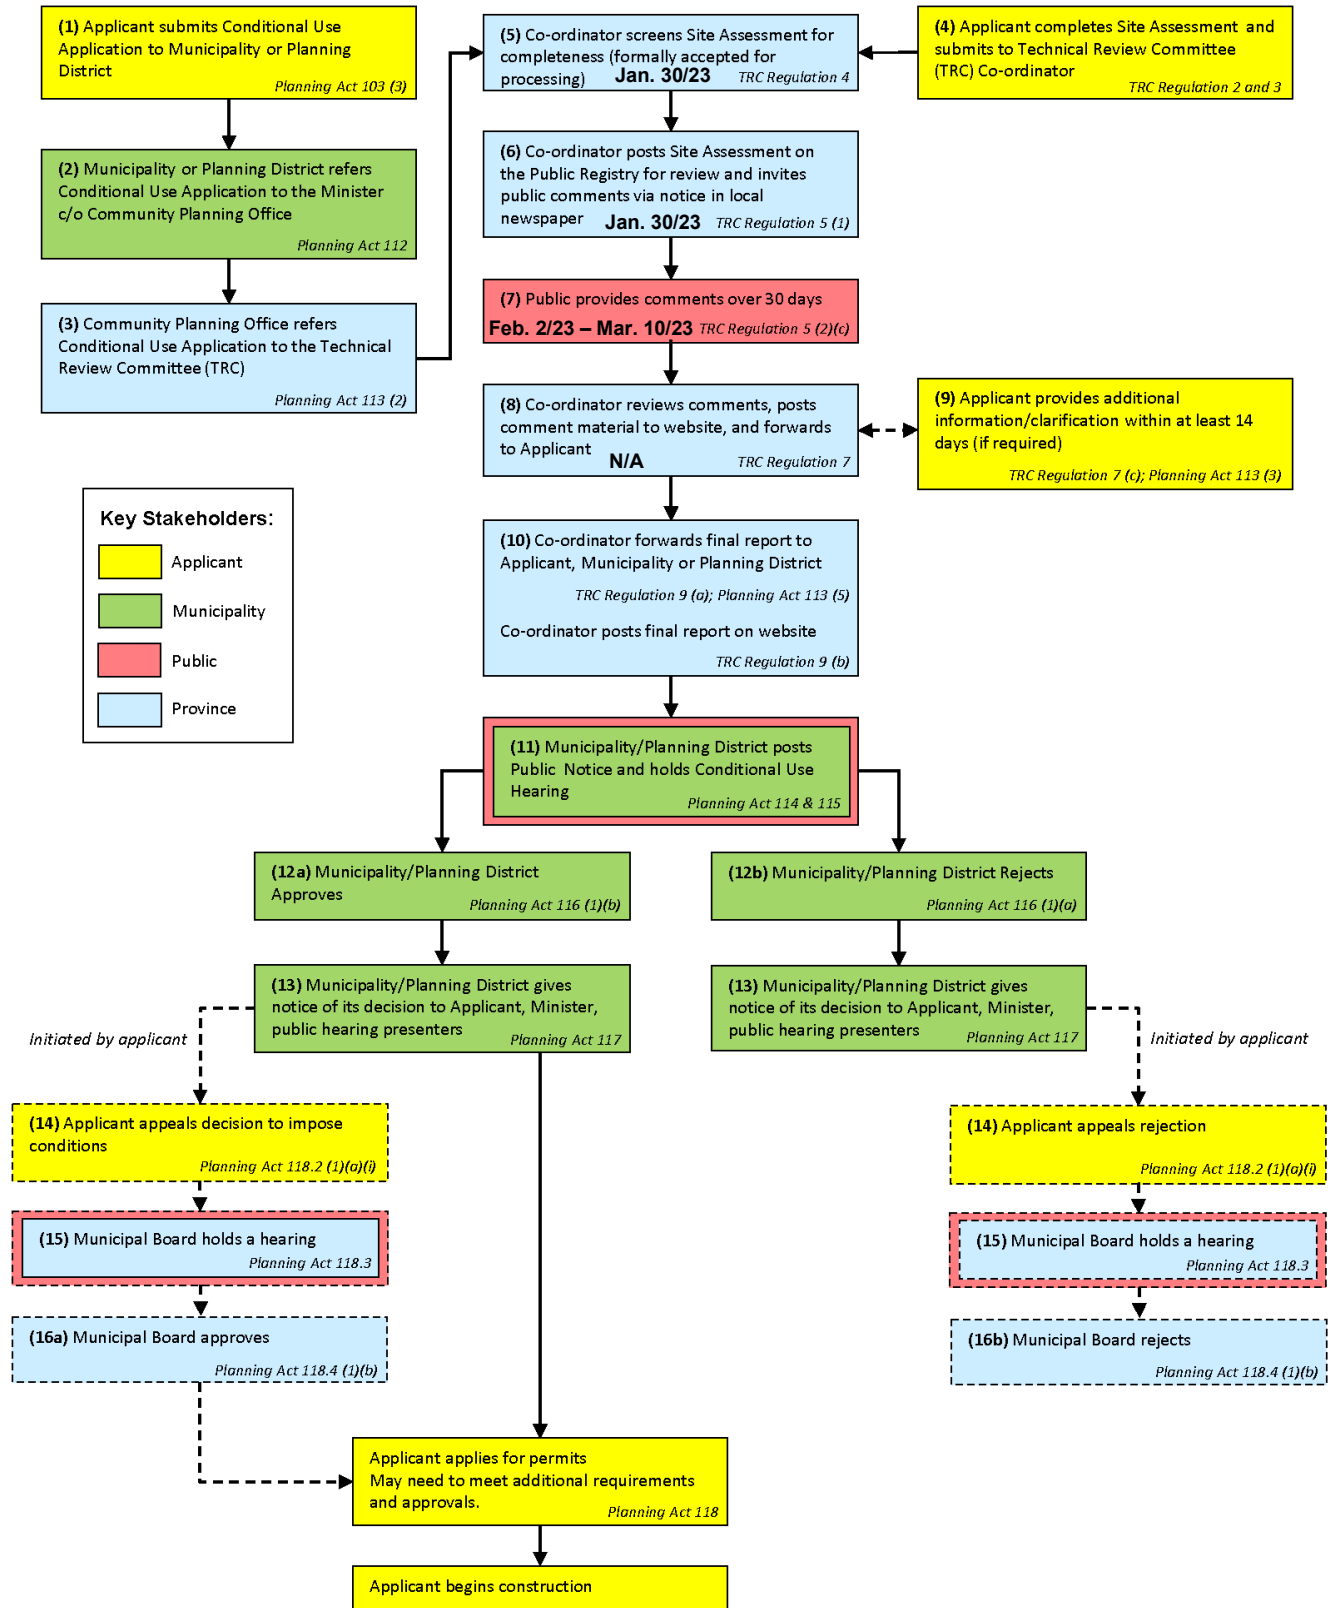 (1) Applicant submits Conditional Use
Application to Municipality or Planning
District
Planning Act 103 (3)
(2) Municipality or Planning District refers
Conditional Use Application to the Minister
c/o Community Planning Office
Planning Act 112
(3) Community Planning Office refers
Conditional Use Application to the Technical
Review Committee (TRC)
Planning Act 113 (2)
(4) Applicant completes Site Assessment and
submits to Technical Review Committee
(TRC) Co-ordinator
TRC Regulation 2 and 3
(5) Co-ordinator screens Site Assessment for
completeness (formally accepted for
processing) Jan. 30/23 TRC Regulation 4
(6) Co-ordinator posts Site Assessment on
the Public Registry for review and invites
public comments via notice in local
newspaper Jan. 30/23 TRC Regulation 5 (1)
(7) Public provides comments over 30 days
Feb. 2/23 – Mar. 10/23 TRC Regulation 5 (2)(c)
(8) Co-ordinator reviews comments, posts
comment material to website, and forwards
to Applicant N/A TRC Regulation 7
(9) Applicant provides additional
information/clarification within at least 14
days (if required)
TRC Regulation 7 (c); Planning Act 113 (3)
Key Stakeholders:
Applicant
Municipality
Public
Province
(10) Co-ordinator forwards final report to
Applicant, Municipality or Planning District
TRC Regulation 9 (a); Planning Act 113 (5)
Co-ordinator posts final report on website
TRC Regulation 9 (b)
(11) Municipality/Planning District posts
Public Notice and holds Conditional Use
Hearing
Planning Act 114 & 115
(12a) Municipality/Planning District
Approves
Planning Act 116 (1)(b)
(12b) Municipality/Planning District Rejects
Planning Act 116 (1)(a)
(13) Municipality/Planning District gives
notice of its decision to Applicant, Minister,
public hearing presenters
Planning Act 117
(13) Municipality/Planning District gives
notice of its decision to Applicant, Minister,
public hearing presenters
Planning Act 117
Initiated by applicant
Initiated by applicant
(14) Applicant appeals decision to impose
conditions
Planning Act 118.2 (1)(a)(i)
(14) Applicant appeals rejection
Planning Act 118.2 (1)(a)(i)
(15) Municipal Board holds a hearing
Planning Act 118.3
(15) Municipal Board holds a hearing
Planning Act 118.3
(16a) Municipal Board approves
Planning Act 118.4 (1)(b)
(16b) Municipal Board rejects
Planning Act 118.4 (1)(b)
Applicant applies for permits
May need to meet additional requirements
and approvals.
Planning Act 118
Applicant begins construction